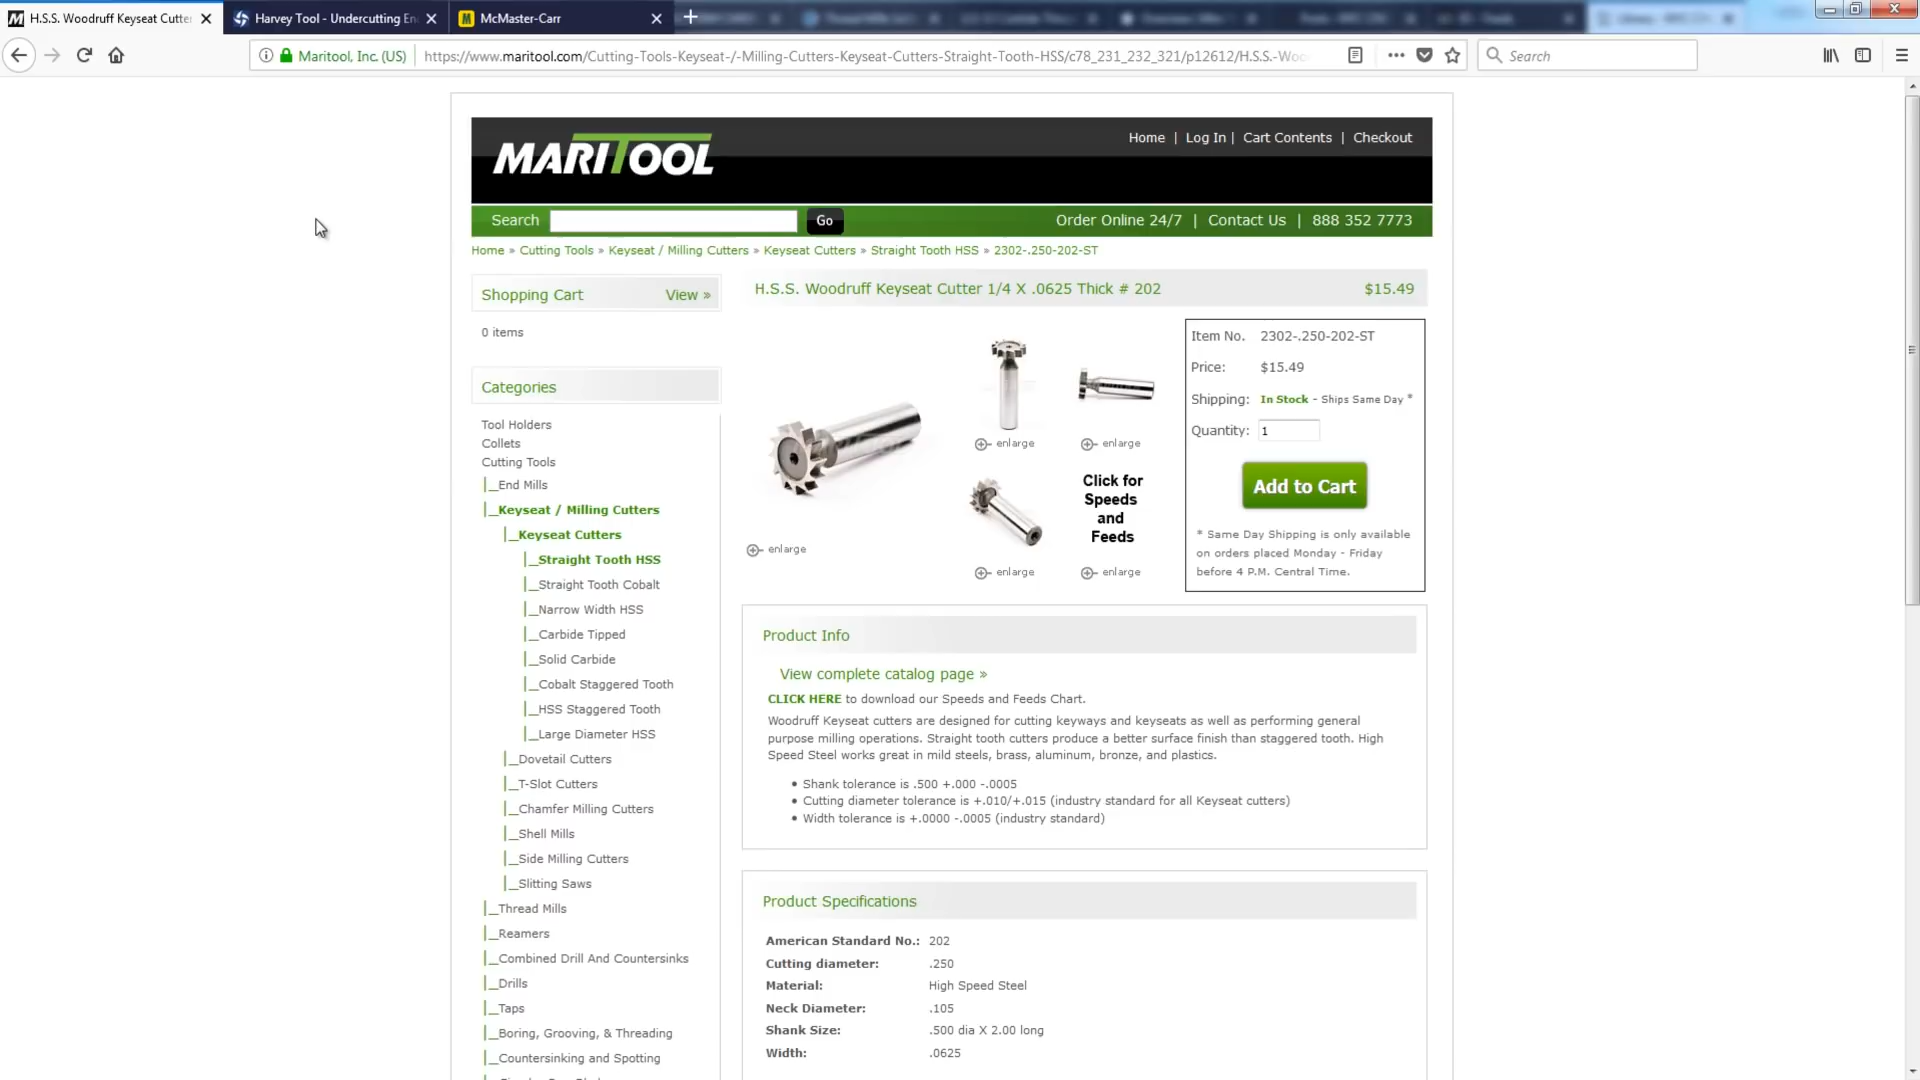 H.S.S. Woodruff Keyseat Cutte
Harvey Tool - Undercutting En
McMaster-Carr
Maritool, Inc. (US)
https://www.maritool.com/Cutting-Tools-Keyseat-/-Milling-Cutters-Keyseat-Cutters-Straight-Tooth-HSS/c78_231_232_321/p12612/H.S.S.-Wo
Search
MARITOOL
Home | Log In | Cart Contents | Checkout
Search
Go
Order Online 24/7 | Contact Us | 888 352 7773
Home » Cutting Tools » Keyseat / Milling Cutters » Keyseat Cutters » Straight Tooth HSS » 2302-.250-202-ST
Shopping Cart
View »
0 items
Categories
Tool Holders
Collets
Cutting Tools
|_End Mills
|_Keyseat / Milling Cutters
|_Keyseat Cutters
|_Straight Tooth HSS
|_Straight Tooth Cobalt
|_Narrow Width HSS
|_Carbide Tipped
|_Solid Carbide
|_Cobalt Staggered Tooth
|_HSS Staggered Tooth
|_Large Diameter HSS
|_Dovetail Cutters
|_T-Slot Cutters
|_Chamfer Milling Cutters
|_Shell Mills
|_Side Milling Cutters
|_Slitting Saws
|_Thread Mills
|_Reamers
|_Combined Drill And Countersinks
|_Drills
|_Taps
|_Boring, Grooving, & Threading
|_Countersinking and Spotting
H.S.S. Woodruff Keyseat Cutter 1/4 X .0625 Thick # 202
$15.49
enlarge
enlarge
enlarge
Click for
Speeds
and
Feeds
enlarge
enlarge
Item No. 2302-.250-202-ST
Price: $15.49
Shipping: In Stock - Ships Same Day *
Quantity: 1
Add to Cart
* Same Day Shipping is only available
on orders placed Monday - Friday
before 4 P.M. Central Time.
Product Info
View complete catalog page »
CLICK HERE to download our Speeds and Feeds Chart.
Woodruff Keyseat cutters are designed for cutting keyways and keyseats as well as performing general
purpose milling operations. Straight tooth cutters produce a better surface finish than staggered tooth. High
Speed Steel works great in mild steels, brass, aluminum, bronze, and plastics.
• Shank tolerance is .500 +.000 -.0005
• Cutting diameter tolerance is +.010/+.015 (industry standard for all Keyseat cutters)
• Width tolerance is +.0000 -.0005 (industry standard)
Product Specifications
American Standard No.: 202
Cutting diameter: .250
Material: High Speed Steel
Neck Diameter: .105
Shank Size: .500 dia X 2.00 long
Width: .0625